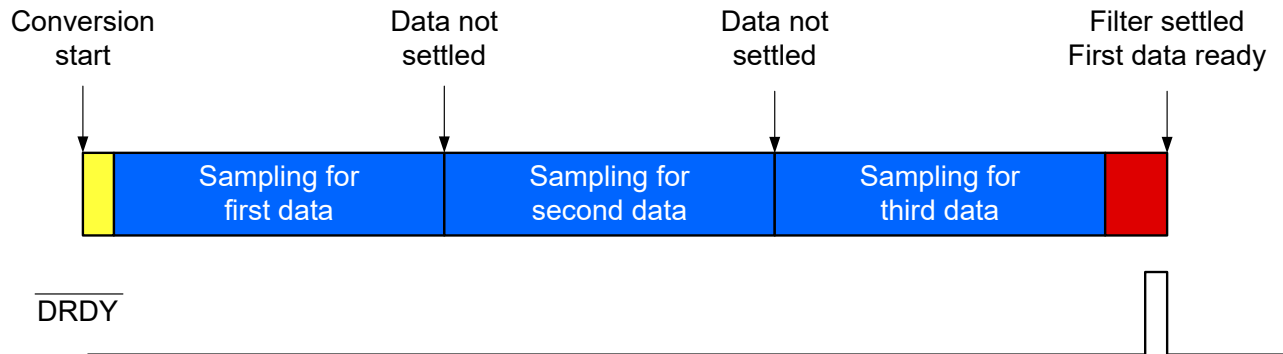 Conversion
start
Data not
settled
Data not
settled
Filter settled
First data ready
Sampling for
first data
Sampling for
second data
Sampling for
third data
DRDY